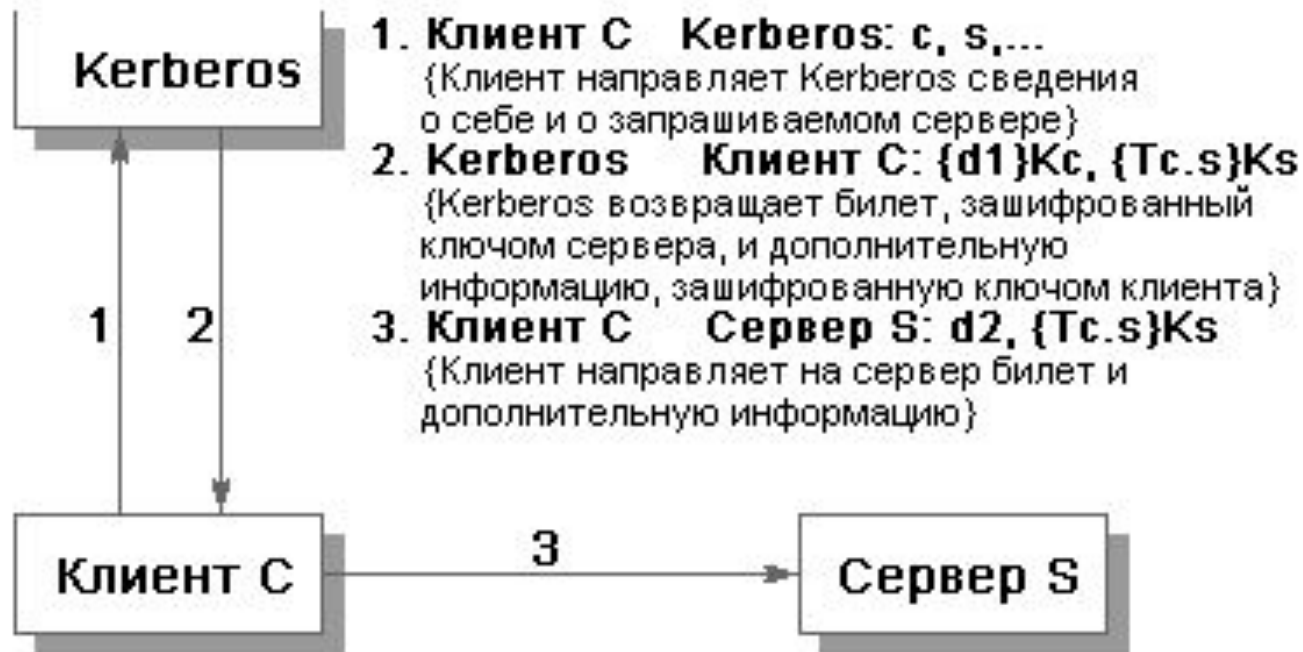 Kerberos
1. Клиент С Kerberos: c, s,...
{Клиент направляет Kerberos сведения
о себе и о запрашиваемом сервере}
2. Kerberos Клиент С: {d1}Kc, {Tc.s}Ks
{Kerberos возвращает билет, зашифрованный
ключом сервера, и дополнительную
информацию, зашифрованную ключом клиента}
3. Клиент С Сервер S: d2, {Tc.s}Ks
{Клиент направляет на сервер билет и
дополнительную информацию}
1 2
Клиент С
3
Сервер S